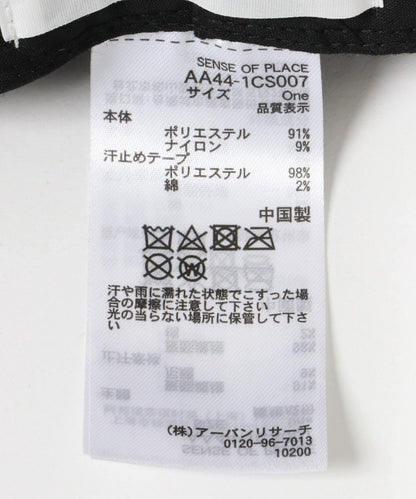 SENSE OF PLACE
AA44-1CS007
サイズ One
品質表示
本体
ポリエステル 91%
ナイロン 9%
汗止めテープ
ポリエステル 98%
綿 2%
中国製
汗や雨に濡れた状態でこすった場
合の摩擦に注意して下さい
光の当らない場所に保管して下さ
い
(株)アーバンリサーチ
0120-96-7013
10200